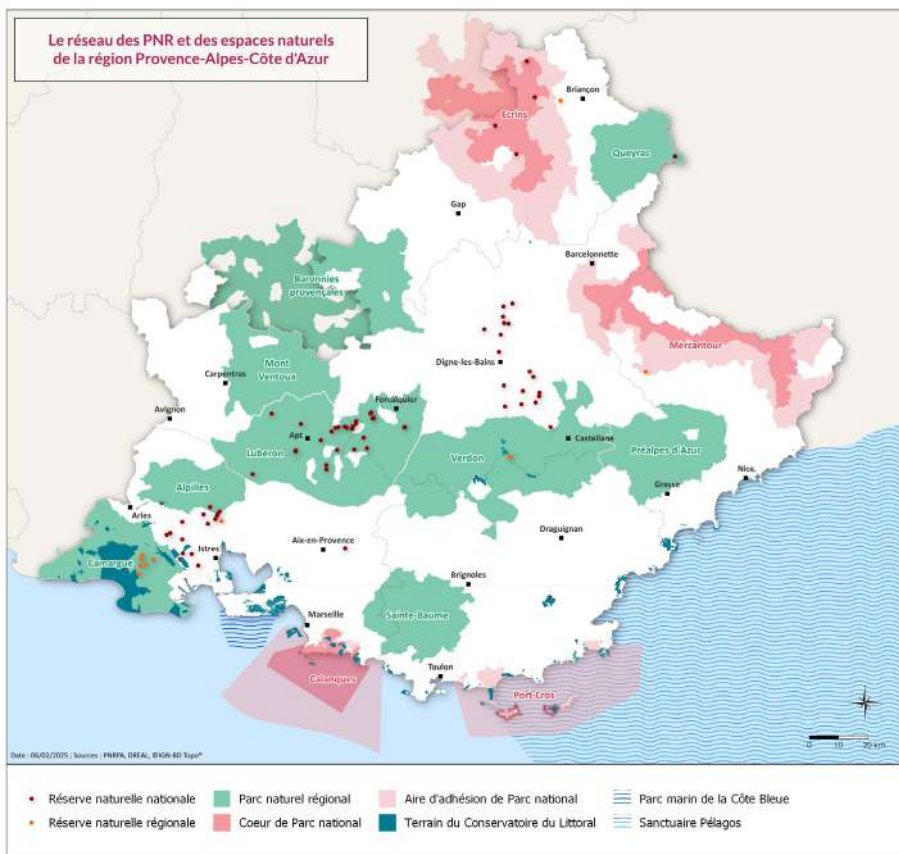 Le réseau des PNR et des espaces naturels
de la région Provence-Alpes-Côte d'Azur
Briançon
Ecrins
Queyras
Gap
Barcelonnette
Baronnies
provençales
Mercantour
Digne-les-Bains
Mont
Ventoux
Carpentras
Forcalquier
Avignon
Apt
Castellane
Luberon
Verdon
Préalpes d'Azur
Nice.
Alpilles
Grasse
Arles
Draguignan
Aix-en-Provence
Istres
Camargue
Brignoles
Marseille
Sainte-Baume
Toulon
Calanques
Port-Cros
0 10 20 km
Date : 06/02/2025 ; Sources : PNRPA, DREAL, ©IGN-BD Topo®
Réserve naturelle nationale
Parc naturel régional
Aire d'adhésion de Parc national
Parc marin de la Côte Bleue
Réserve naturelle régionale
Coeur de Parc national
Terrain du Conservatoire du Littoral
Sanctuaire Pélagos